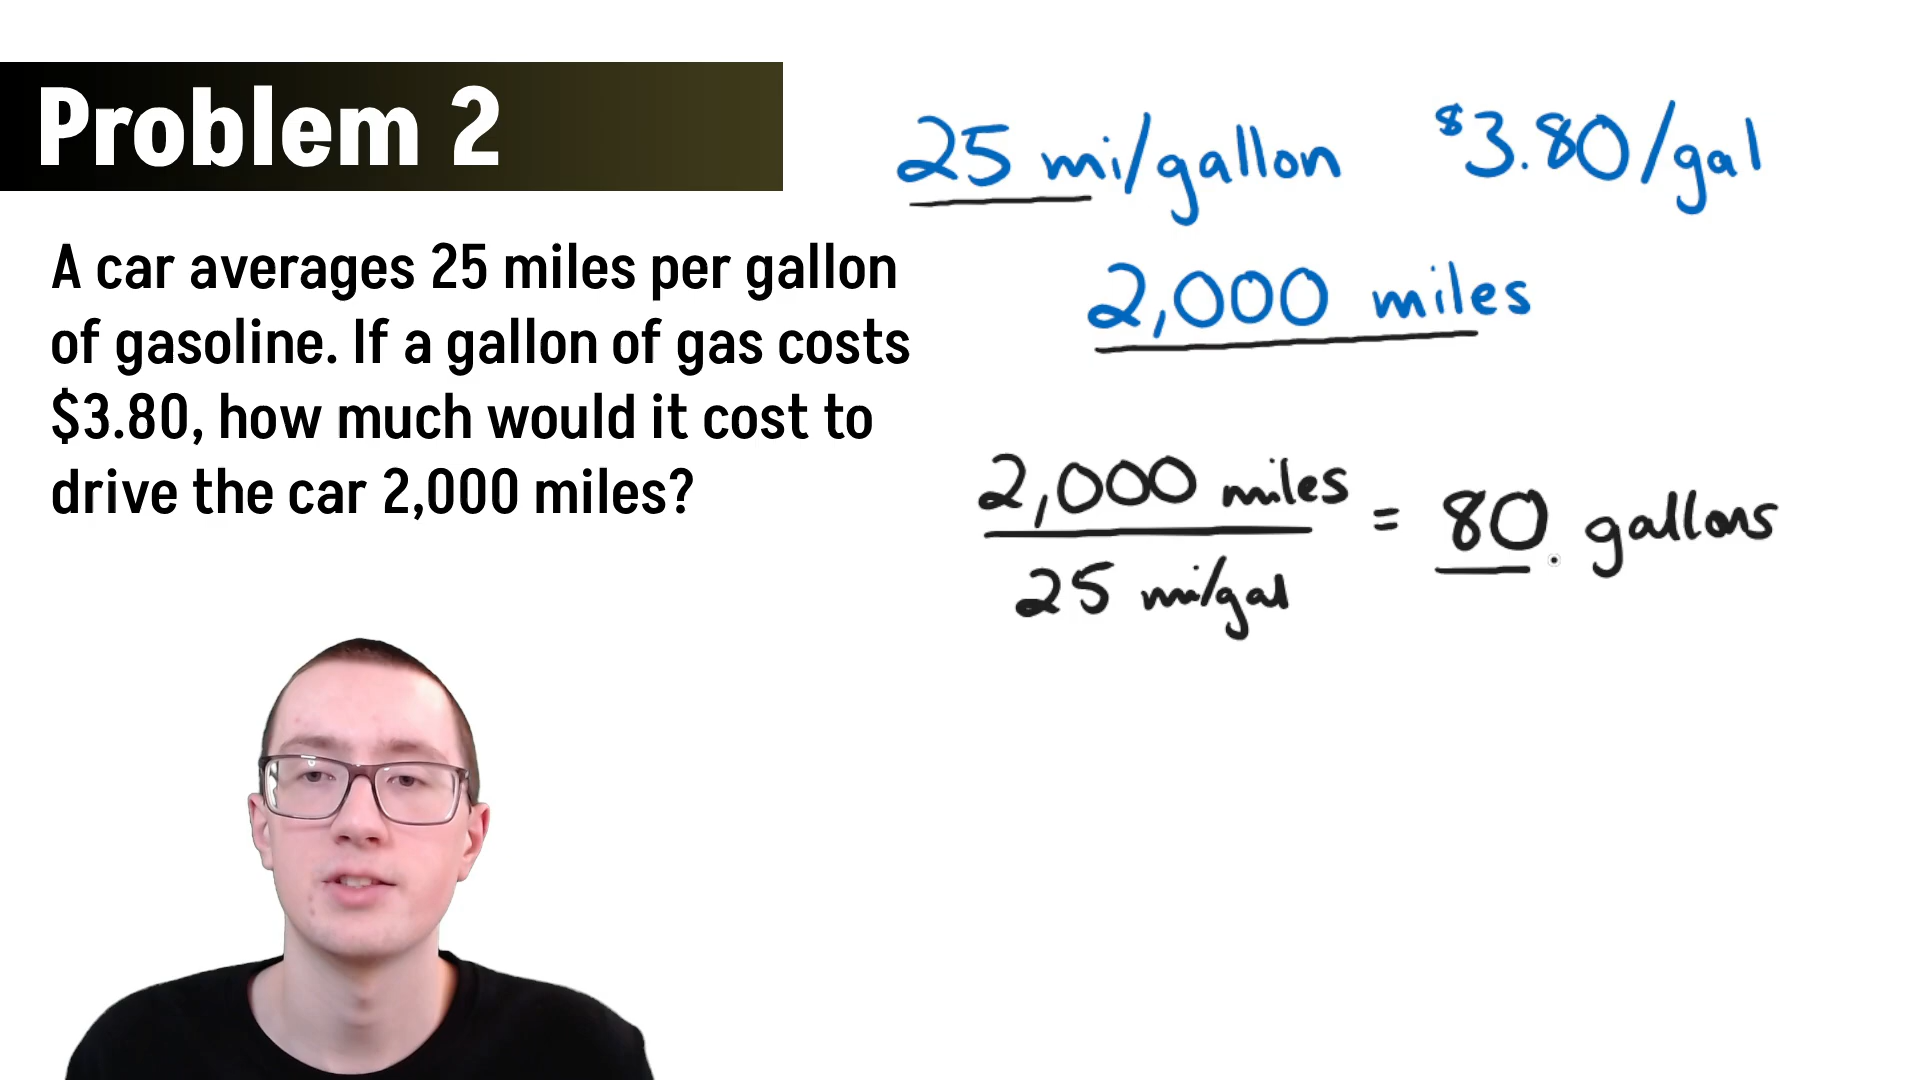 Problem 2
A car averages 25 miles per gallon
of gasoline. If a gallon of gas costs
$3.80, how much would it cost to
drive the car 2,000 miles?
25 mi/gallon $3.80/gal
2,000 miles
2,000 miles
= 80 gallons
25 mi/gal